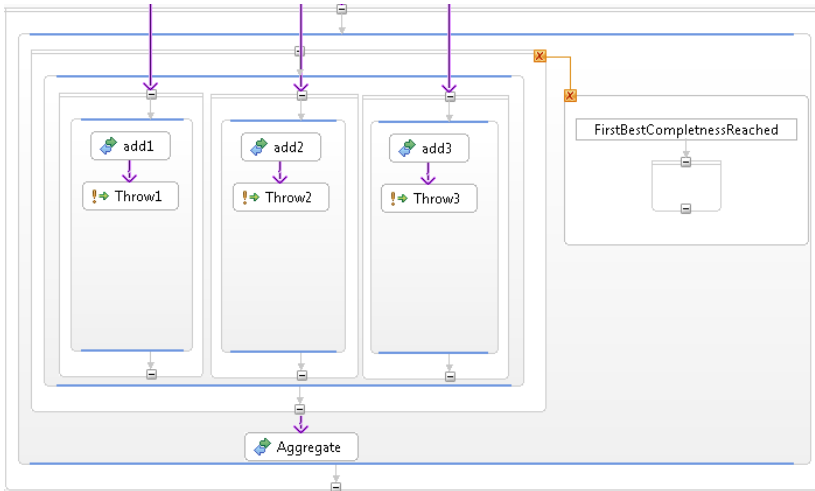 FirstBestCompletnessReached
add1
add2
add3
Throw1
Throw2
Throw3
Aggregate